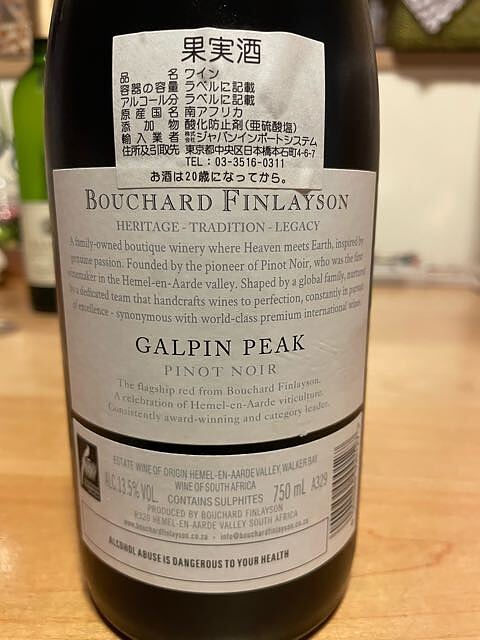 果実酒
品名 ワイン
容器の容量 ラベルに記載
アルコール分 ラベルに記載
原産国名 南アフリカ
添加物 酸化防止剤(亜硫酸塩)
輸入業者 株式会社ジャパンインポートシステム
住所及引取先 東京都中央区日本橋本石町4-6-7
TEL:03-3516-0311
お酒は20歳になってから。
BOUCHARD FINLAYSON
HERITAGE - TRADITION - LEGACY
A family-owned boutique winery where Heaven meets Earth, inspired by
genuine passion. Founded by the pioneer of Pinot Noir, who was the first
winemaker in the Hemel-en-Aarde valley. Shaped by a global family, nurtured
by a dedicated team that handcrafts wines to perfection, constantly in pursuit
of excellence - synonymous with world-class premium international wines.
GALPIN PEAK
PINOT NOIR
The flagship red from Bouchard Finlayson.
A celebration of Hemel-en-Aarde viticulture.
Consistently award-winning and category leader.
ESTATE WINE OF ORIGIN HEMEL-EN-AARDE VALLEY, WALKER BAY
WINE OF SOUTH AFRICA
ALC.13.5% VOL. CONTAINS SULPHITES 750 mL A329
PRODUCED BY BOUCHARD FINLAYSON
R320 HEMEL-EN-AARDE VALLEY SOUTH AFRICA
www.bouchardfinlayson.co.za - info@bouchardfinlayson.co.za
ALCOHOL ABUSE IS DANGEROUS TO YOUR HEALTH